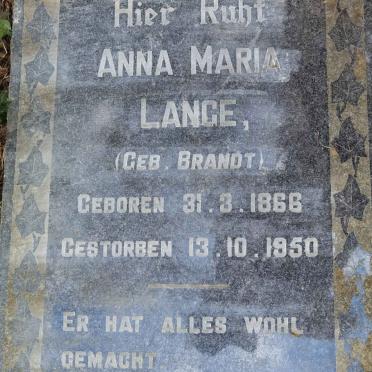 Hier Ruht
ANNA MARIA
LANGE,
(GEB. BRANDT)
GEBOREN 31.3.1866
GESTORBEN 13.10.1950
ER HAT ALLES WOHL
GEMACHT